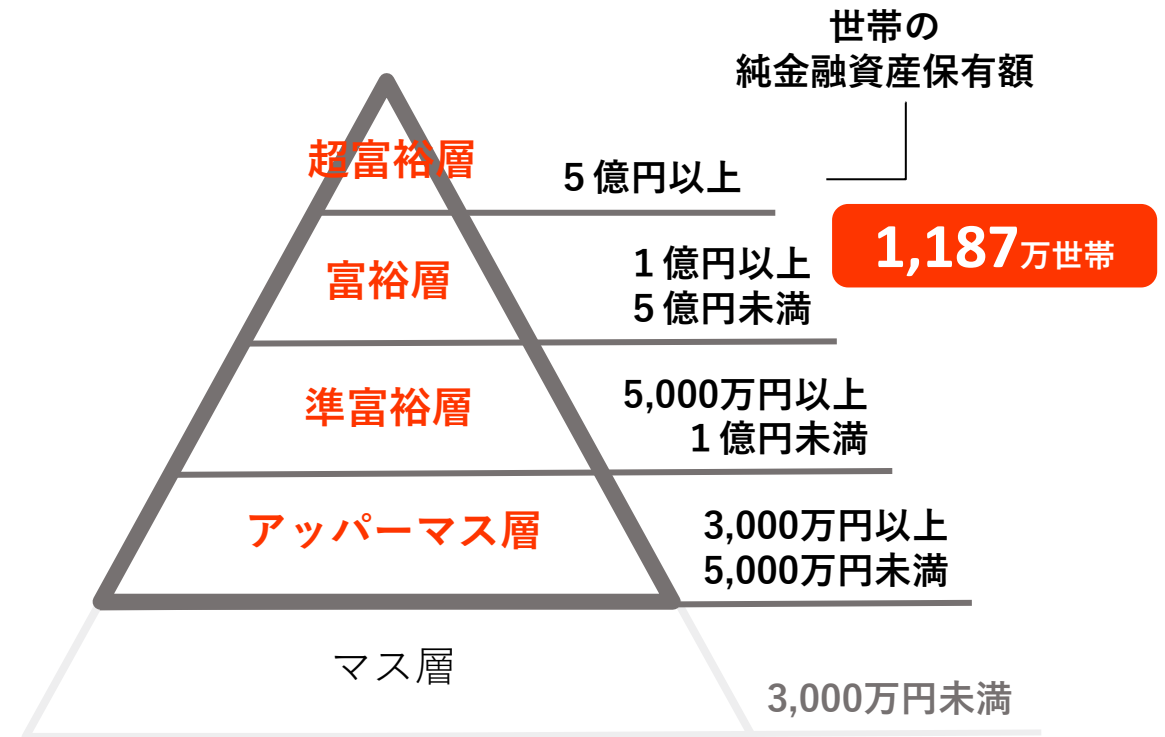 世帯の
純金融資産保有額
超富裕層
5億円以上
1,187万世帯
富裕層
1億円以上
5億円未満
準富裕層
5,000万円以上
1億円未満
アッパーマス層
3,000万円以上
5,000万円未満
マス層
3,000万円未満